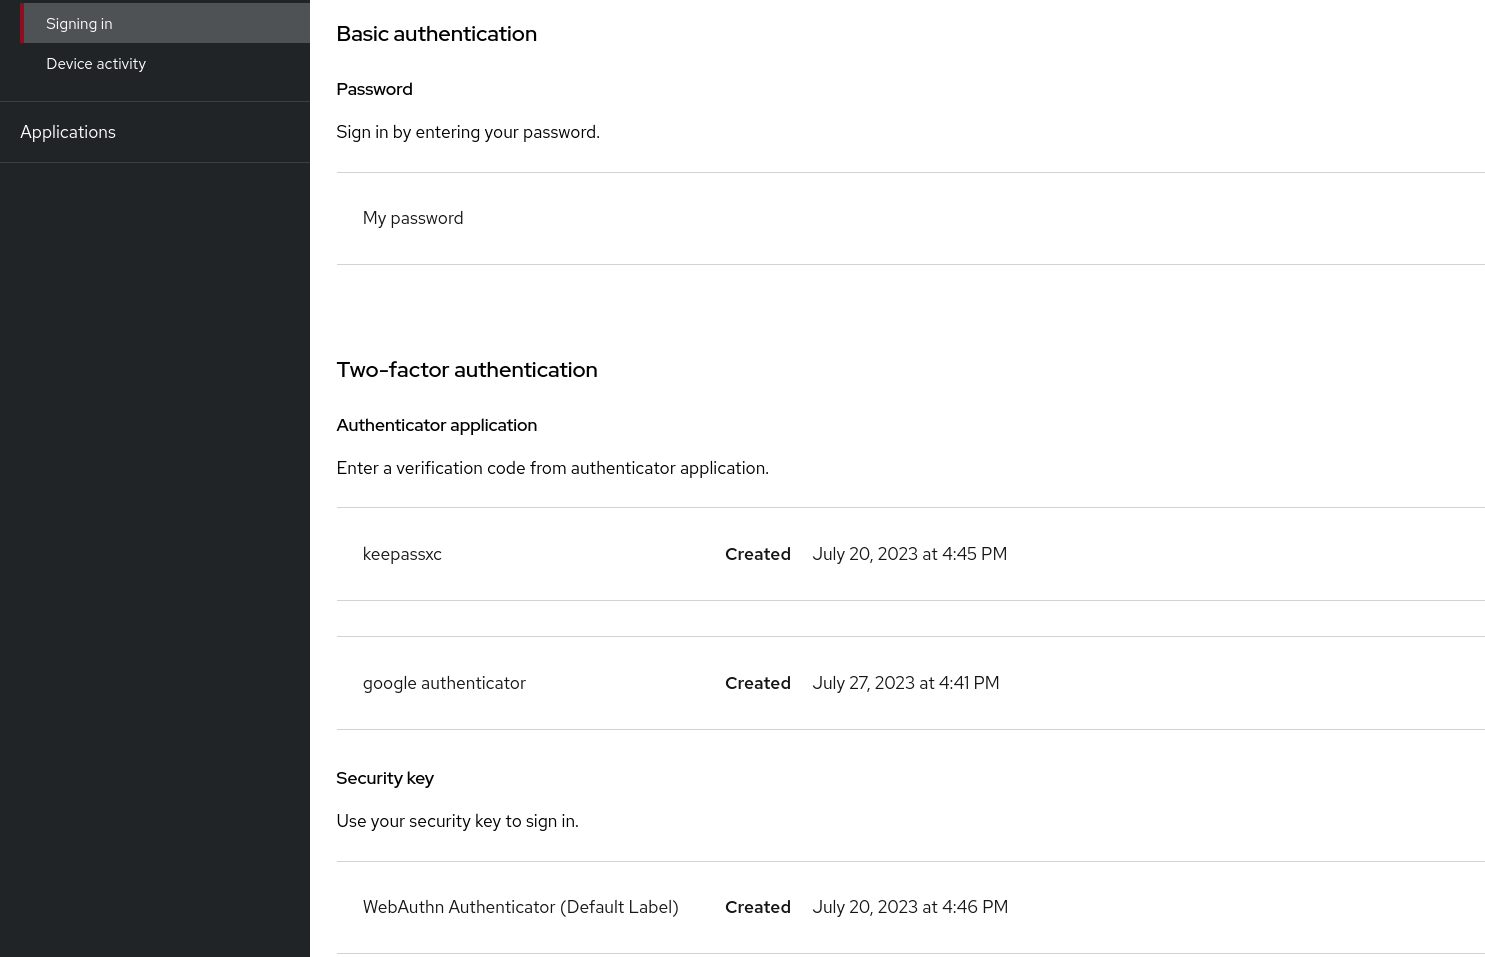 Signing in
Device activity
Applications
Basic authentication
Password
Sign in by entering your password.
My password
Two-factor authentication
Authenticator application
Enter a verification code from authenticator application.
keepassxc Created July 20, 2023 at 4:45 PM
google authenticator Created July 27, 2023 at 4:41 PM
Security key
Use your security key to sign in.
WebAuthn Authenticator (Default Label) Created July 20, 2023 at 4:46 PM